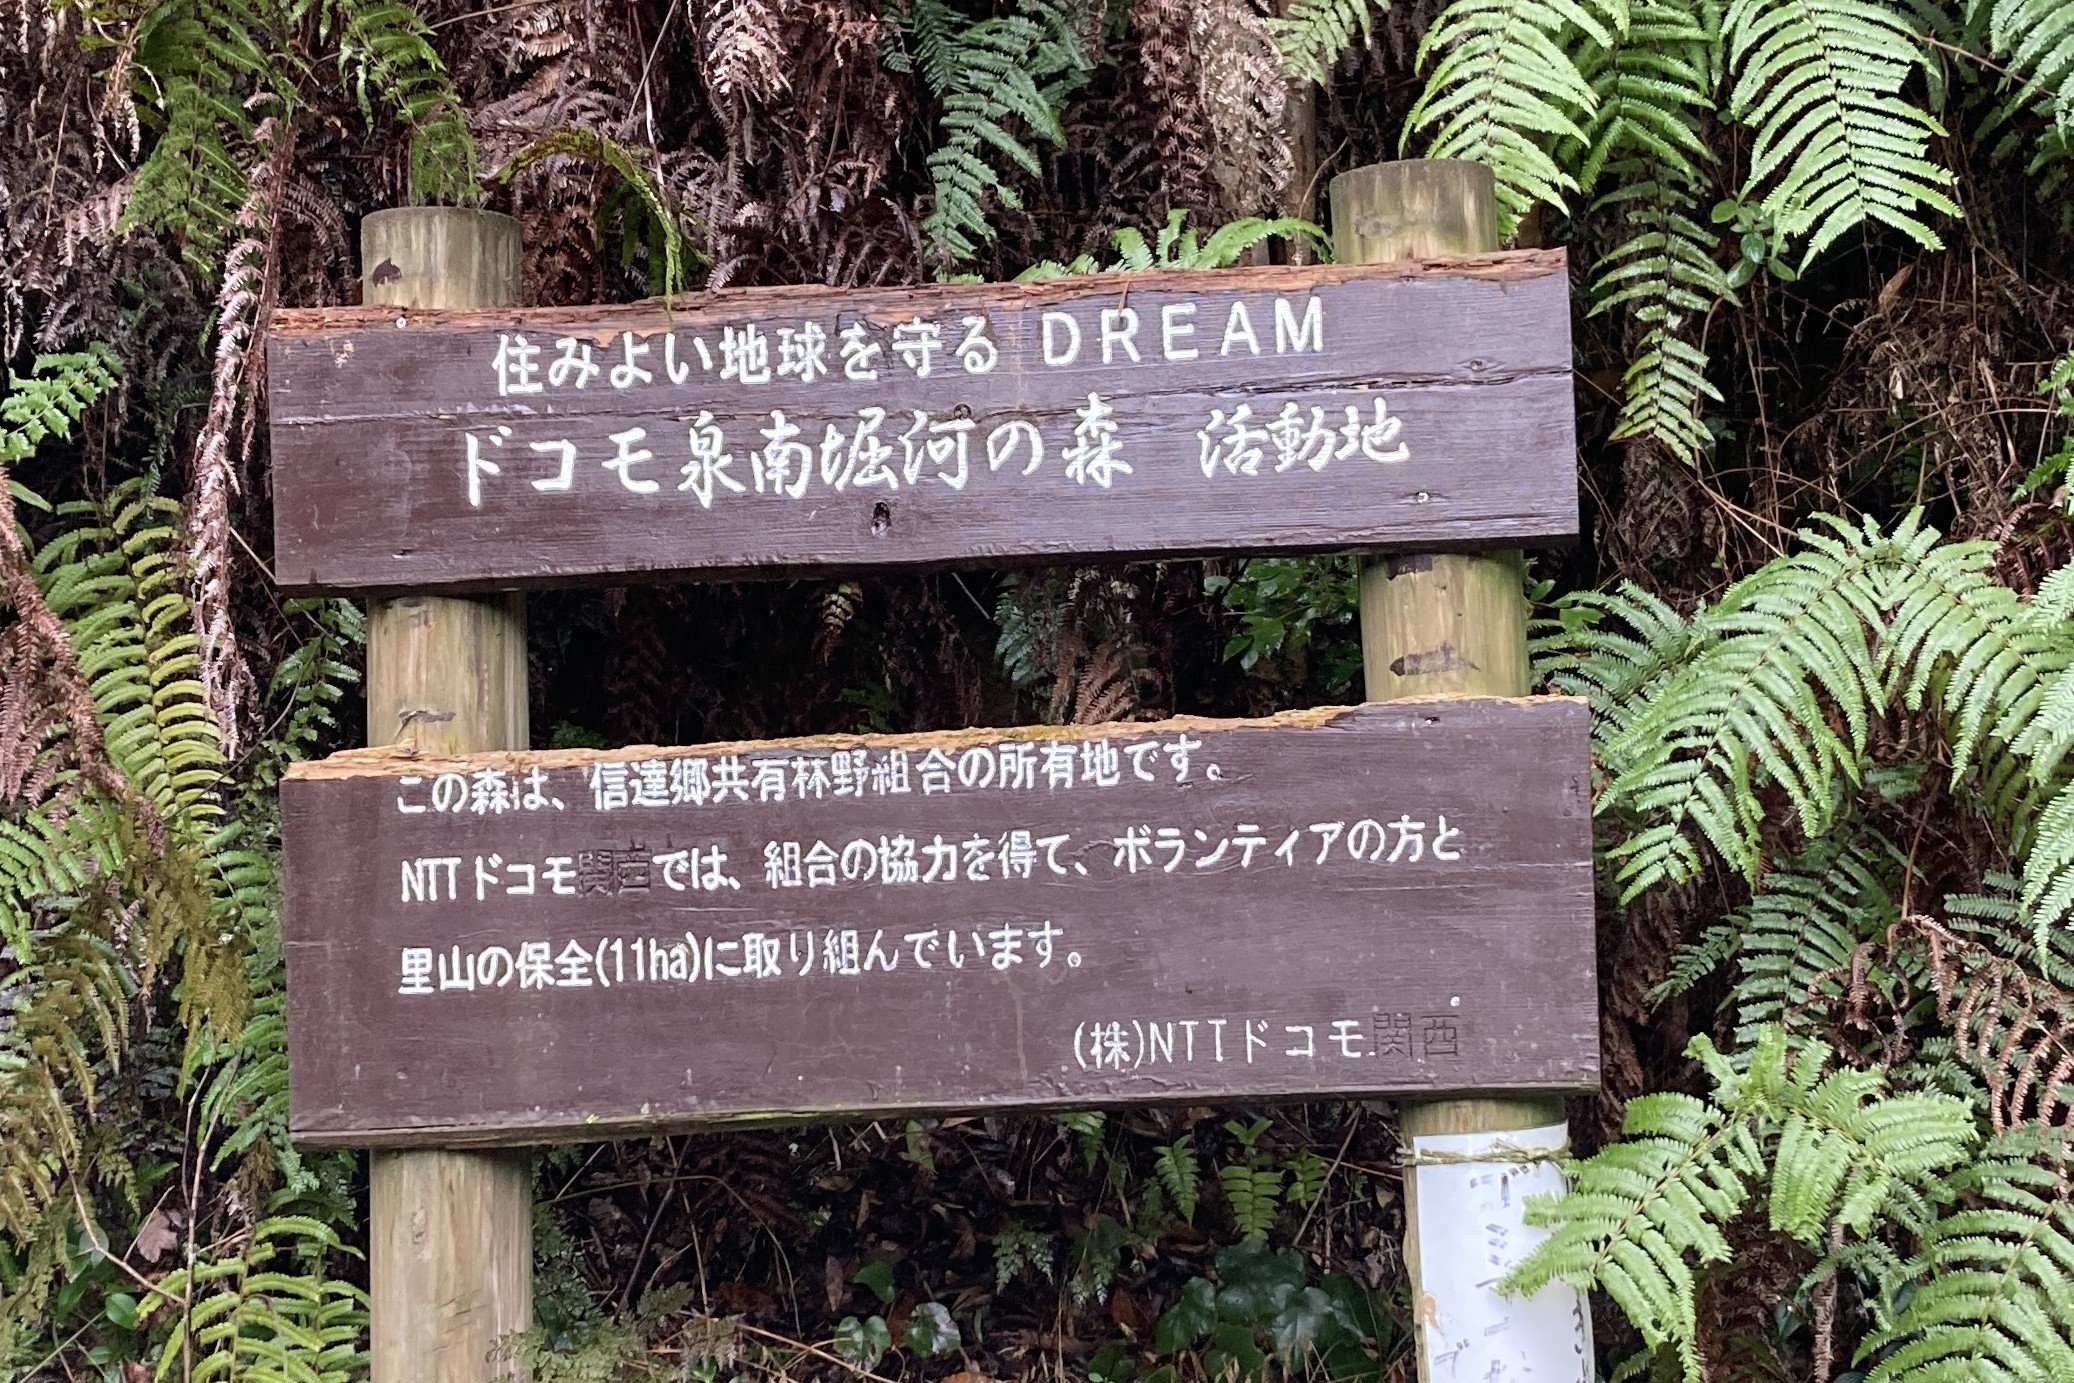 住みよい地球を守る DREAM
ドコモ泉南堀河の森 活動地
この森は、信達郷共有林野組合の所有地です。
NTTドコモ関西では、組合の協力を得て、ボランティアの方と
里山の保全(11ha)に取り組んでいます。
(株)NTTドコモ関西